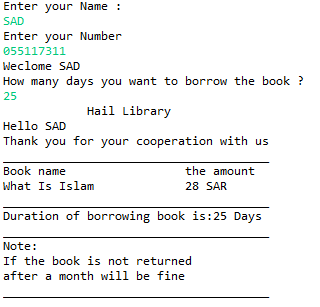 Enter your Name :
SAD
Enter your Number
055117311
Weclome SAD
How many days you want to borrow the book ?
25
Hail Library
Hello SAD
Thank you for your cooperation with us
Book name the amount
What Is Islam 28 SAR
Duration of borrowing book is:25 Days
Note:
If the book is not returned
after a month will be fine